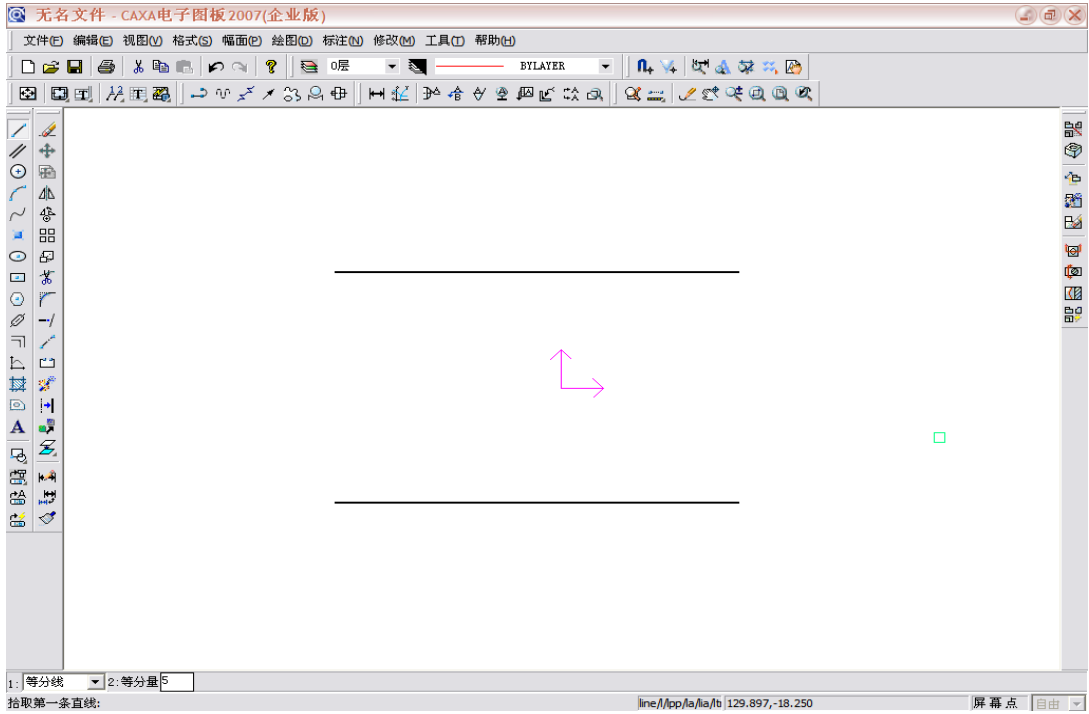 无名文件 - CAXA电子图板2007(企业版)
文件(F) 编辑(E) 视图(V) 格式(S) 幅面(P) 绘图(D) 标注(N) 修改(M) 工具(T) 帮助(H)
0层 BYLAYER
1: 等分线 2:等分量 5
拾取第一条直线: line/l/lpp/la/lia/lb 129.897,-18.250 屏幕点 自由